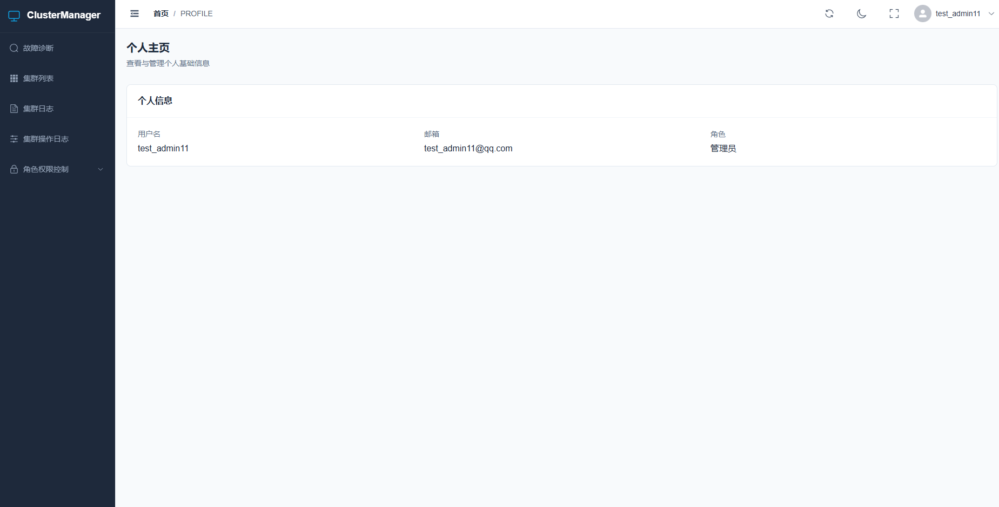 ClusterManager
故障诊断
集群列表
集群日志
集群操作日志
角色权限控制
首页 / PROFILE
test_admin11
个人主页
查看与管理个人基础信息
个人信息
用户名 邮箱 角色
test_admin11 test_admin11@qq.com 管理员